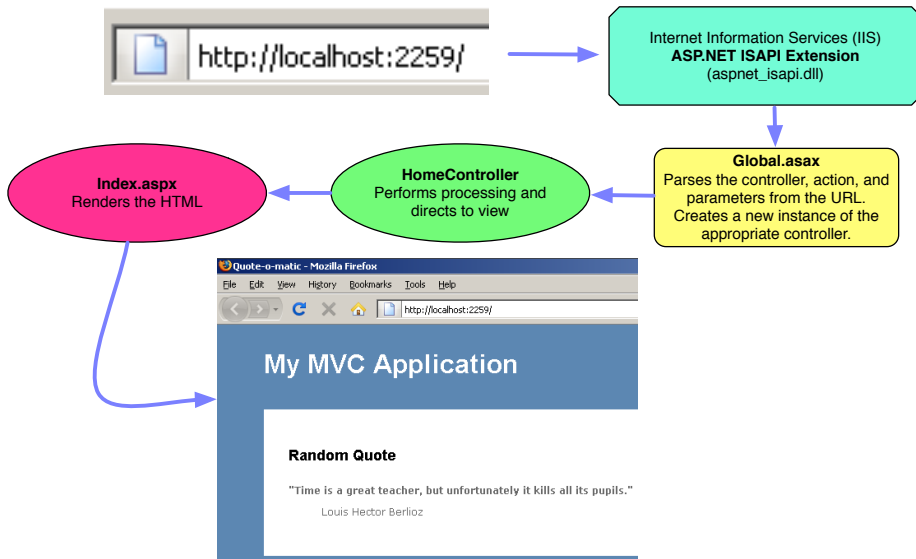 http://localhost:2259/
Internet Information Services (IIS)
ASP.NET ISAPI Extension
(aspnet_isapi.dll)
Global.asax
Parses the controller, action, and
parameters from the URL.
Creates a new instance of the
appropriate controller.
HomeController
Performs processing and
directs to view
Index.aspx
Renders the HTML
Quote-o-matic - Mozilla Firefox
File Edit View History Bookmarks Tools Help
http://localhost:2259/
My MVC Application
Random Quote
"Time is a great teacher, but unfortunately it kills all its pupils."
Louis Hector Berlioz